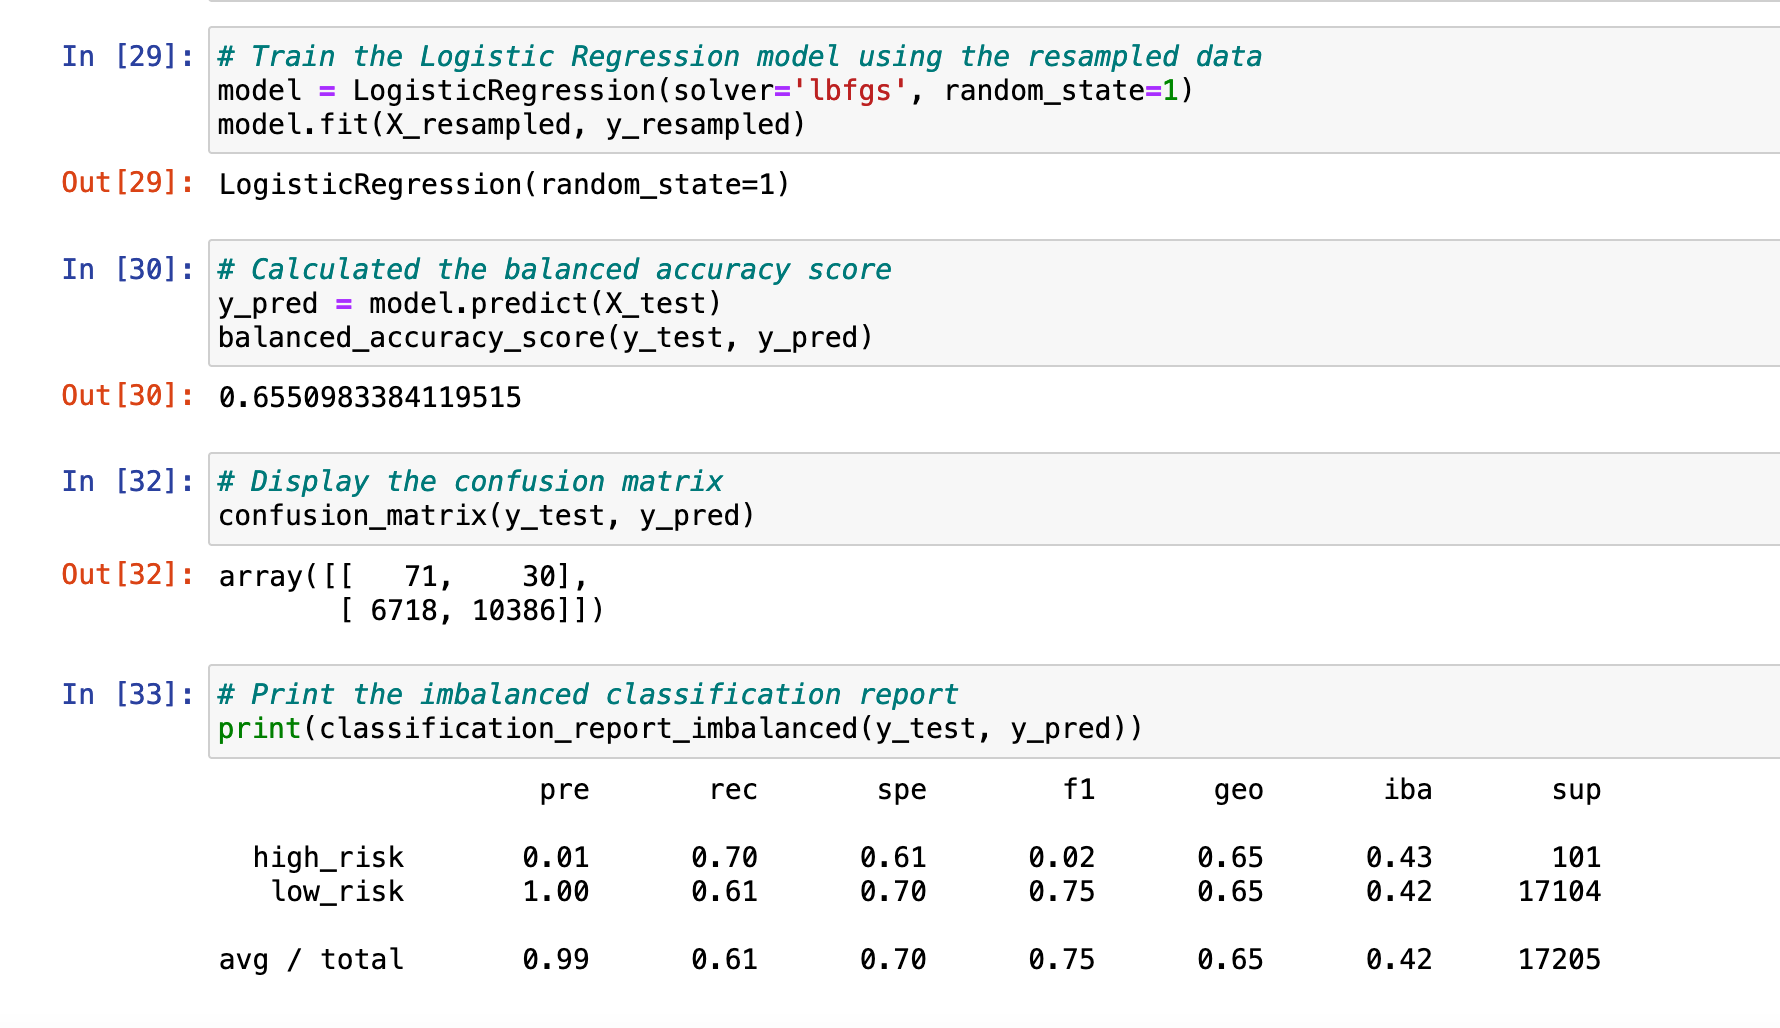 In [29]: # Train the Logistic Regression model using the resampled data
model = LogisticRegression(solver='lbfgs', random_state=1)
model.fit(X_resampled, y_resampled)
Out[29]: LogisticRegression(random_state=1)
In [30]: # Calculated the balanced accuracy score
y_pred = model.predict(X_test)
balanced_accuracy_score(y_test, y_pred)
Out[30]: 0.6550983384119515
In [32]: # Display the confusion matrix
confusion_matrix(y_test, y_pred)
Out[32]: array([[   71,    30],
       [ 6718, 10386]])
In [33]: # Print the imbalanced classification report
print(classification_report_imbalanced(y_test, y_pred))
pre rec spe f1 geo iba sup
high_risk 0.01 0.70 0.61 0.02 0.65 0.43 101
low_risk 1.00 0.61 0.70 0.75 0.65 0.42 17104
avg / total 0.99 0.61 0.70 0.75 0.65 0.42 17205